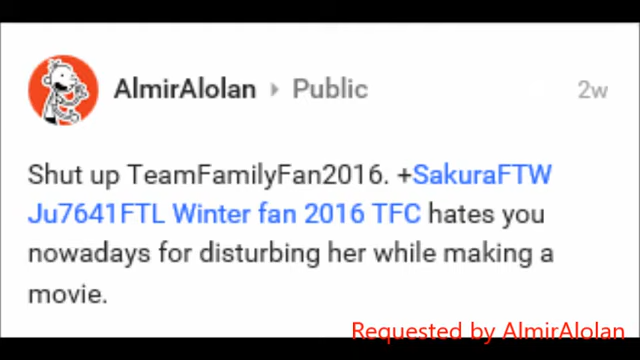 AlmirAlolan ▸ Public 2w
Shut up TeamFamilyFan2016. +SakuraFTW
Ju7641FTL Winter fan 2016 TFC hates you
nowadays for disturbing her while making a
movie.
Requested by AlmirAlolan